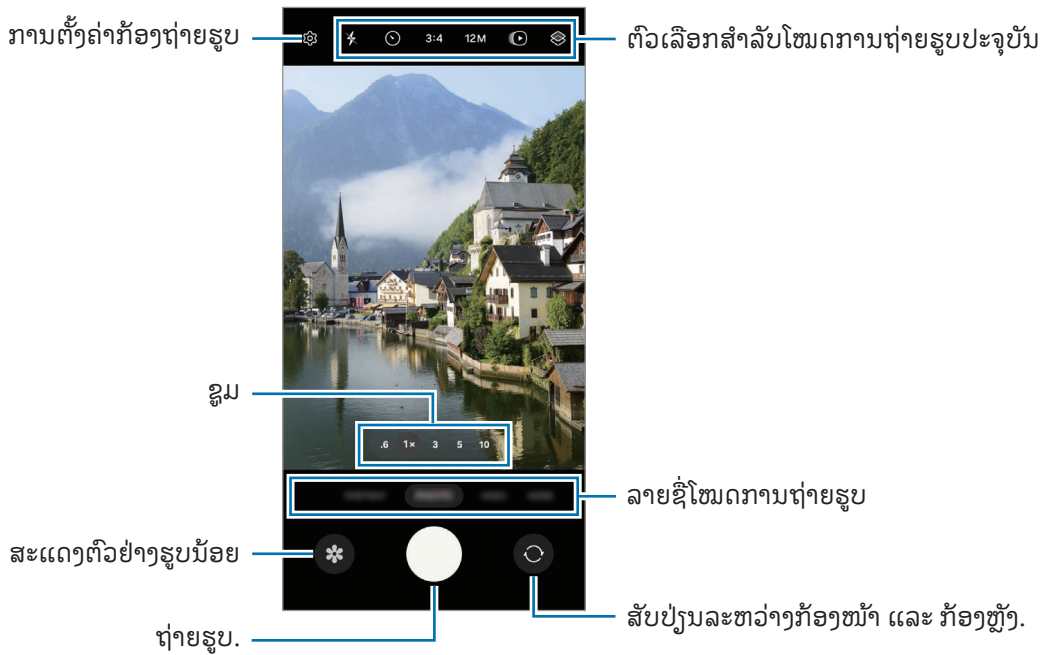 ການຕັ້ງຄ່າກ້ອງຖ່າຍຮູບ
3:4 12M
ຕົວເລືອກສຳລັບໂໝດການຖ່າຍຮູບປະຈຸບັນ
ຊູມ
.6 1× 3 5 10
ລາຍຊື່ໂໝດການຖ່າຍຮູບ
ສະແດງຕົວຢ່າງຮູບນ້ອຍ
ສັບປ່ຽນລະຫວ່າງກ້ອງໜ້າ ແລະ ກ້ອງຫຼັງ.
ຖ່າຍຮູບ.